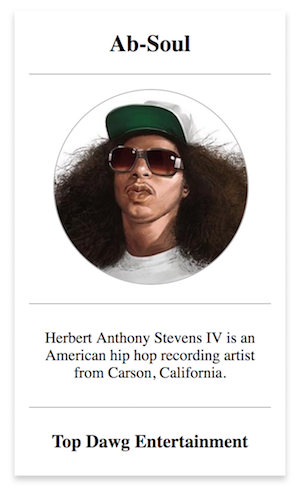 Ab-Soul
Herbert Anthony Stevens IV is an
American hip hop recording artist
from Carson, California.
Top Dawg Entertainment